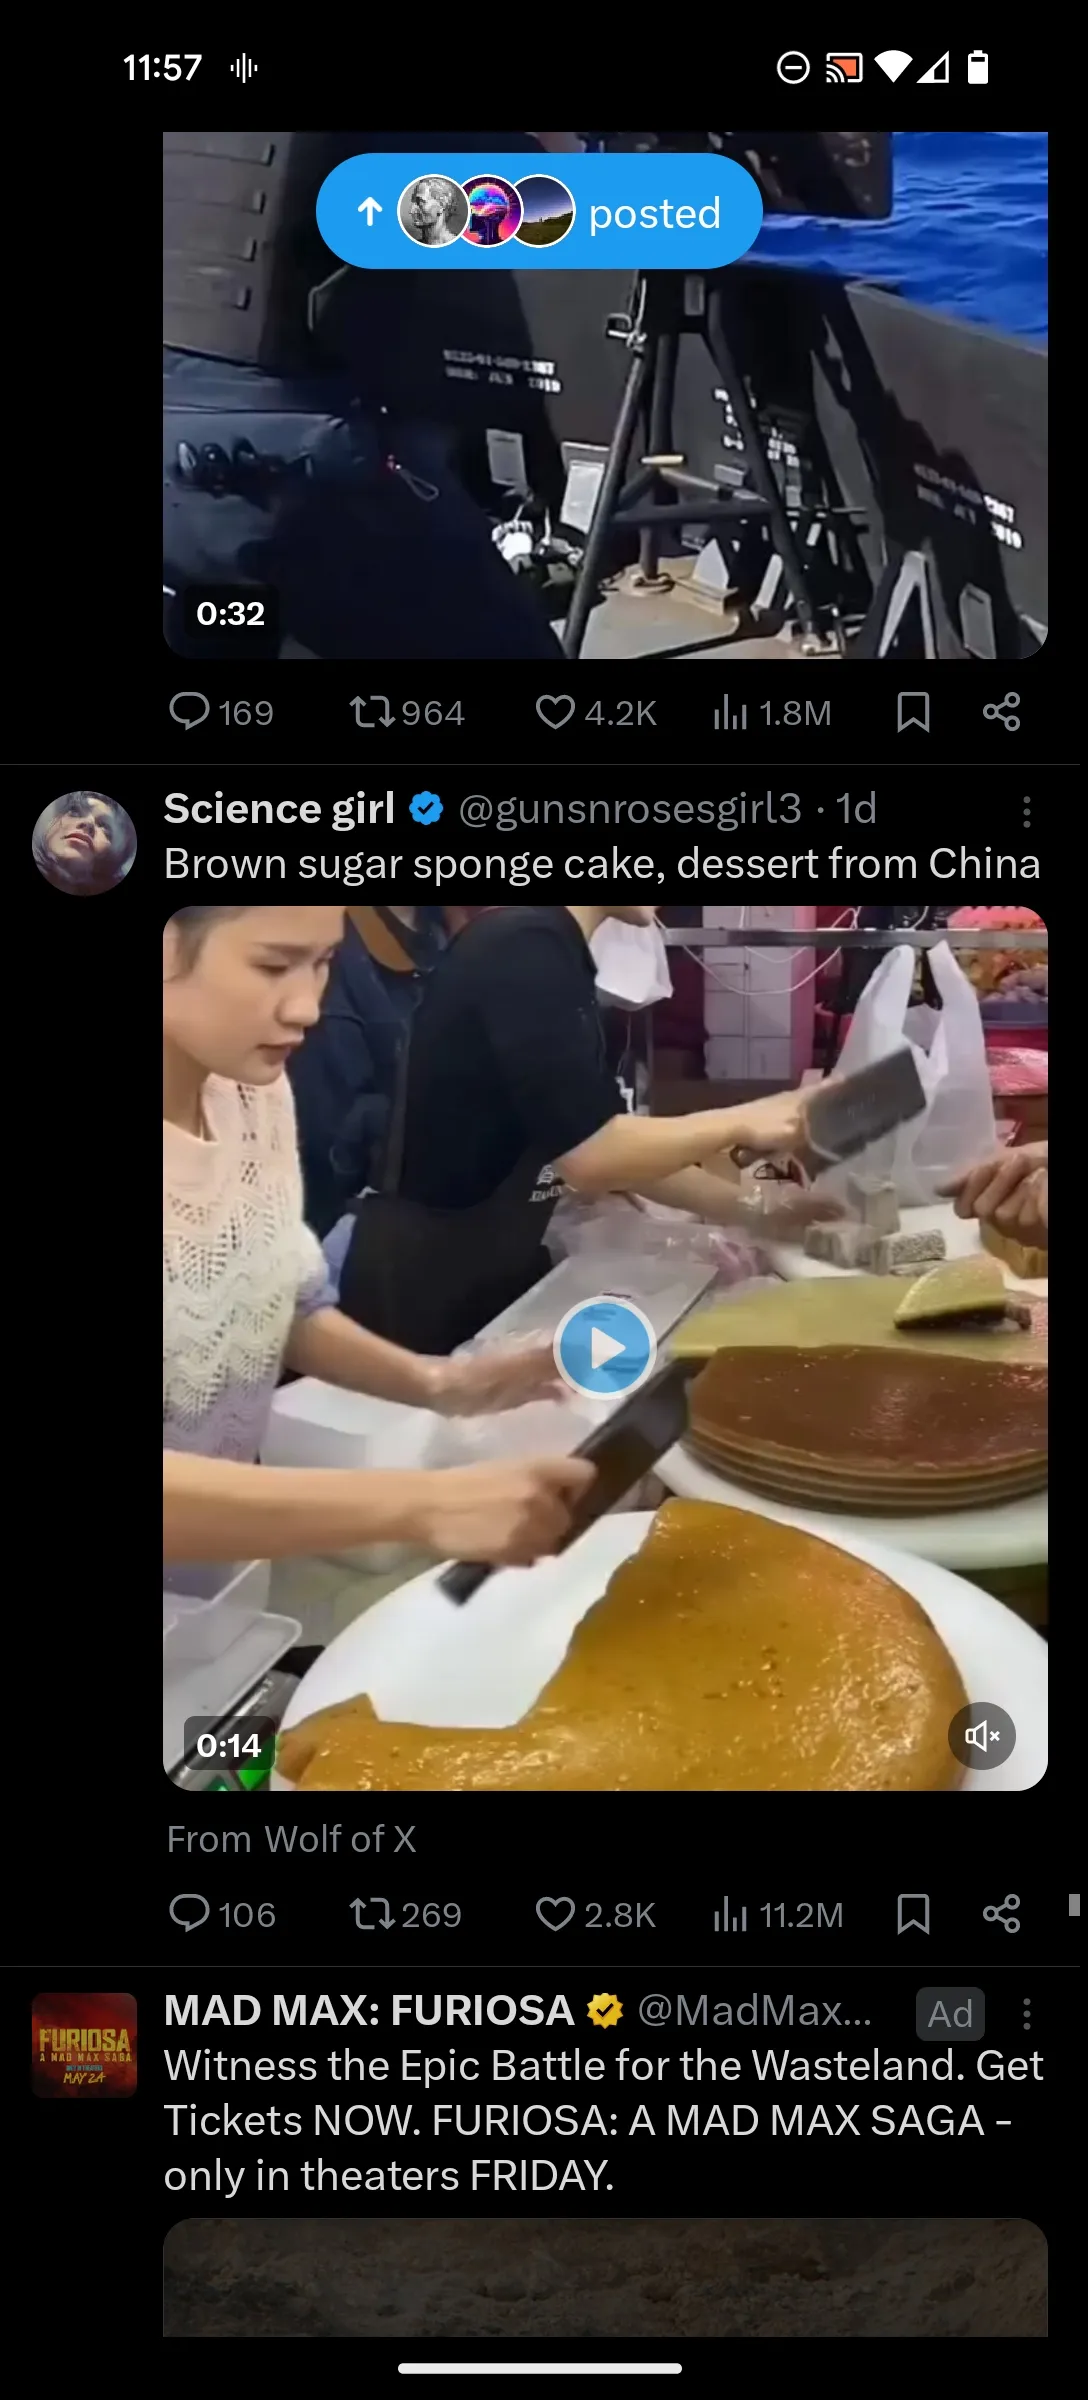 11:57
posted
0:32
169 964 4.2K 1.8M
Science girl @gunsnrosesgirl3 · 1d
Brown sugar sponge cake, dessert from China
0:14
From Wolf of X
106 269 2.8K 11.2M
MAD MAX: FURIOSA @MadMax... Ad
FURIOSA
A MAD MAX SAGA
MAY 24
Witness the Epic Battle for the Wasteland. Get
Tickets NOW. FURIOSA: A MAD MAX SAGA -
only in theaters FRIDAY.